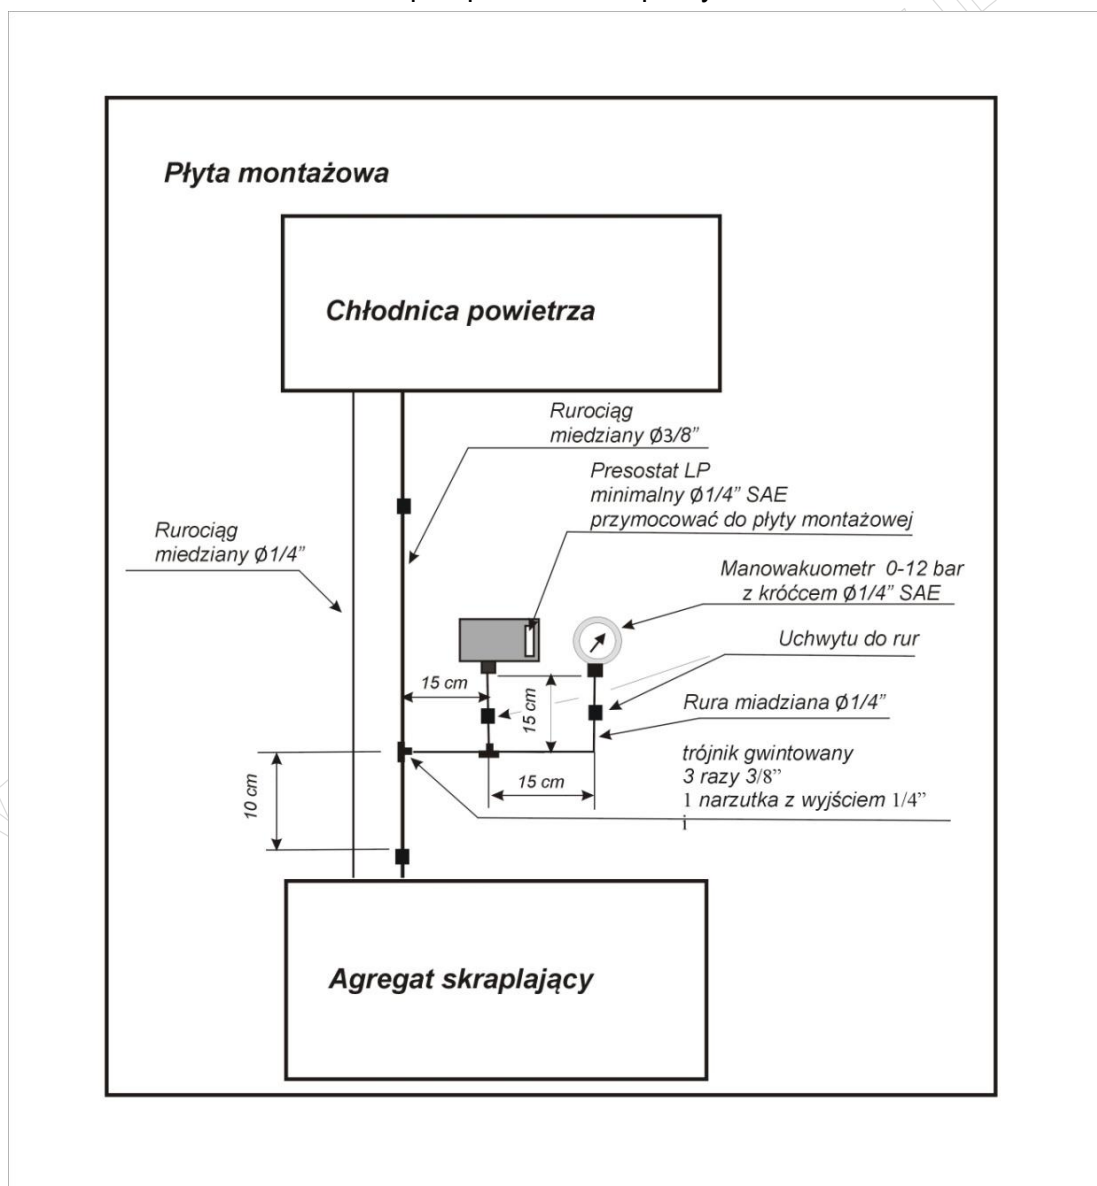 Płyta montażowa
Chłodnica powietrza
Rurociąg
miedziany Ø3/8”
Presostat LP
minimalny Ø1/4” SAE
przymocować do płyty montażowej
Rurociąg
miedziany Ø1/4”
Manowakuometr 0-12 bar
z króćcem Ø1/4” SAE
Uchwytu do rur
15 cm
15 cm
Rura miadziana Ø1/4”
trójnik gwintowany
3 razy 3/8”
1 narzutka z wyjściem 1/4”
i
15 cm
10 cm
Agregat skraplający